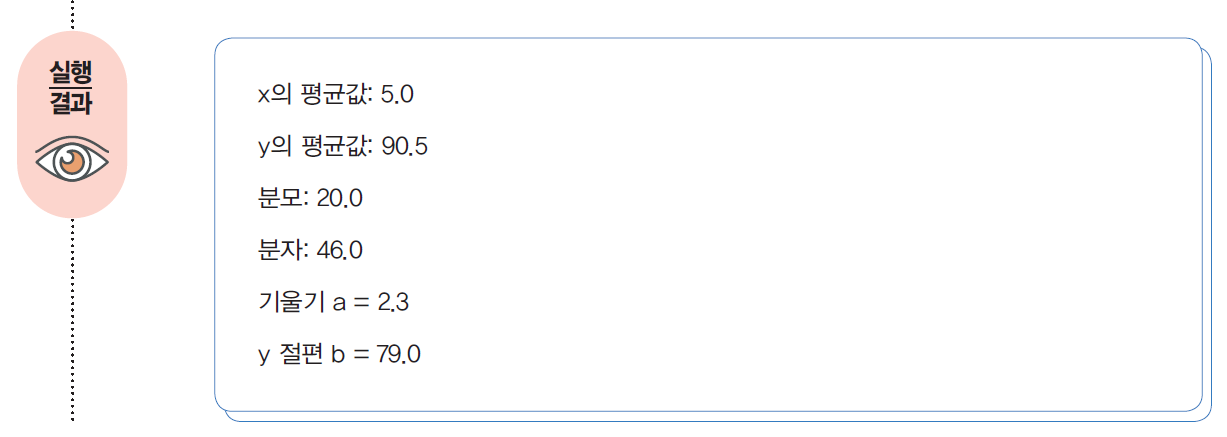 실행
결과
x의 평균값: 5.0
y의 평균값: 90.5
분모: 20.0
분자: 46.0
기울기 a = 2.3
y 절편 b = 79.0